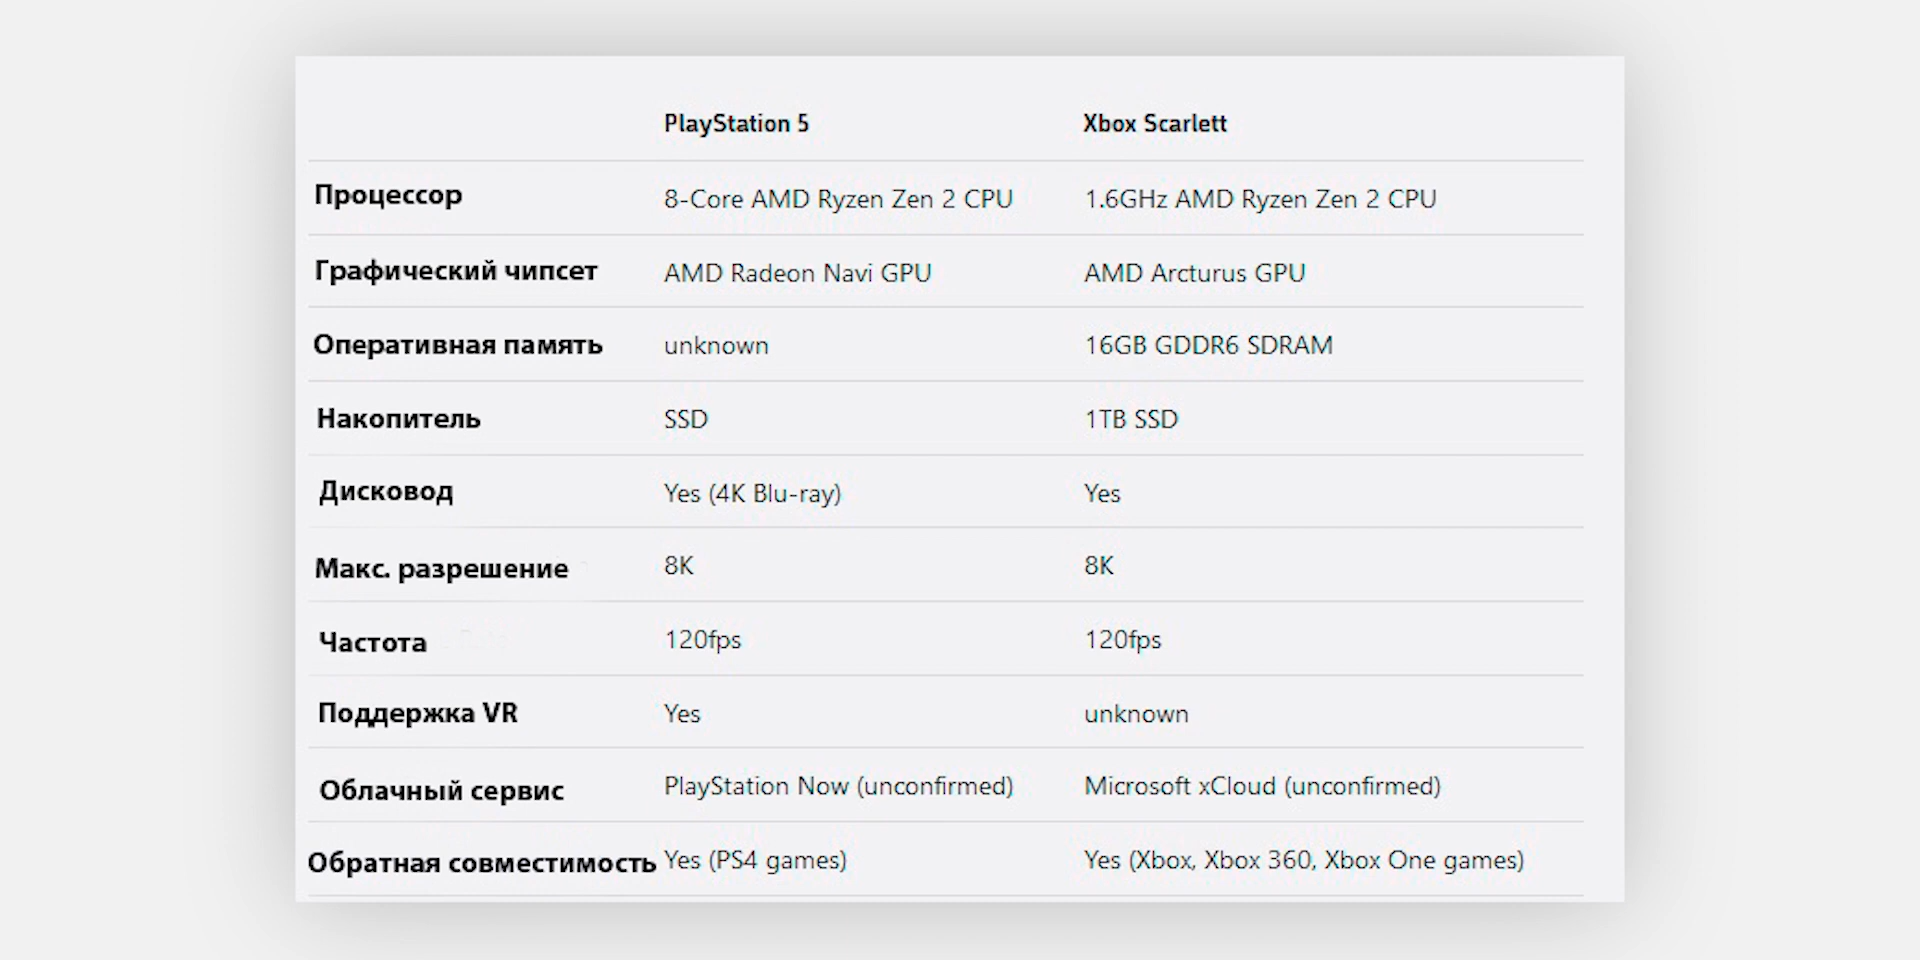 PlayStation 5 Xbox Scarlett
Процессор 8-Core AMD Ryzen Zen 2 CPU 1.6GHz AMD Ryzen Zen 2 CPU
Графический чипсет AMD Radeon Navi GPU AMD Arcturus GPU
Оперативная память unknown 16GB GDDR6 SDRAM
Накопитель SSD 1TB SSD
Дисковод Yes (4K Blu-ray) Yes
Макс. разрешение 8K 8K
Частота 120fps 120fps
Поддержка VR Yes unknown
Облачный сервис PlayStation Now (unconfirmed) Microsoft xCloud (unconfirmed)
Обратная совместимость Yes (PS4 games) Yes (Xbox, Xbox 360, Xbox One games)